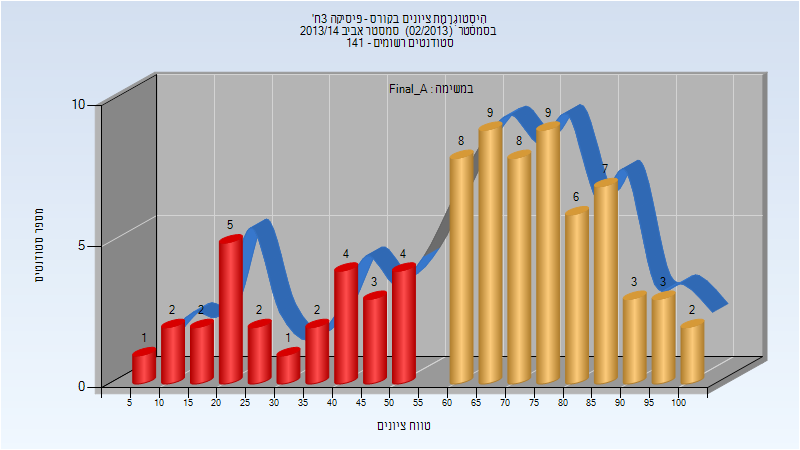 היסטוגרמת ציונים בקורס - פיסיקה 3ח'
בסמסטר (02/2013) סמסטר אביב 2013/14
סטודנטים רשומים - 141
במשימה : Final_A
10
5
0
מספר סטודנטים
1 2 2 5 2 1 2 4 3 4 8 9 8 9 6 7 3 3 2
5 10 15 20 25 30 35 40 45 50 55 60 65 70 75 80 85 90 95 100
טווח ציונים